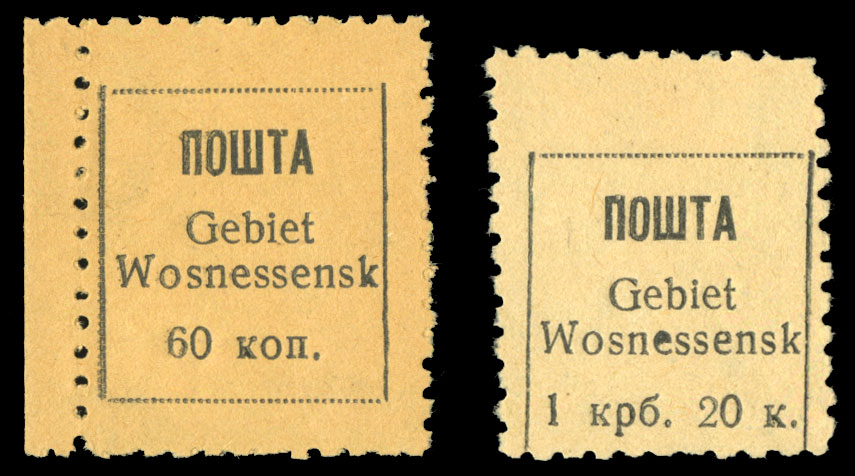 ПОШТА
Gebiet
Wosnessensk
60 коп.
ПОШТА
Gebiet
Wosnessensk
1 крб. 20 к.